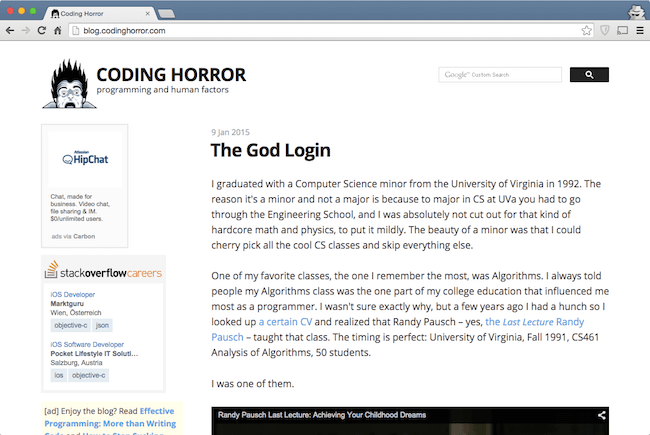 Coding Horror
blog.codinghorror.com
CODING HORROR
programming and human factors
Google™ Custom Search
9 Jan 2015
The God Login
Atlassian
HipChat
Chat, made for
business. Video chat,
file sharing & IM.
$0/unlimited users.
ads via Carbon
stackoverflowcareers
iOS Developer
Marktguru
Wien, Österreich
objective-c json
iOS Software Developer
Pocket Lifestyle IT Soluti...
Salzburg, Austria
ios objective-c
[ad] Enjoy the blog? Read Effective
Programming: More than Writing
Code and How to Stop Sucking
I graduated with a Computer Science minor from the University of Virginia in 1992. The
reason it's a minor and not a major is because to major in CS at UVa you had to go
through the Engineering School, and I was absolutely not cut out for that kind of
hardcore math and physics, to put it mildly. The beauty of a minor was that I could
cherry pick all the cool CS classes and skip everything else.
One of my favorite classes, the one I remember the most, was Algorithms. I always told
people my Algorithms class was the one part of my college education that influenced me
most as a programmer. I wasn't sure exactly why, but a few years ago I had a hunch so I
looked up a certain CV and realized that Randy Pausch – yes, the Last Lecture Randy
Pausch – taught that class. The timing is perfect: University of Virginia, Fall 1991, CS461
Analysis of Algorithms, 50 students.
I was one of them.
Randy Pausch Last Lecture: Achieving Your Childhood Dreams